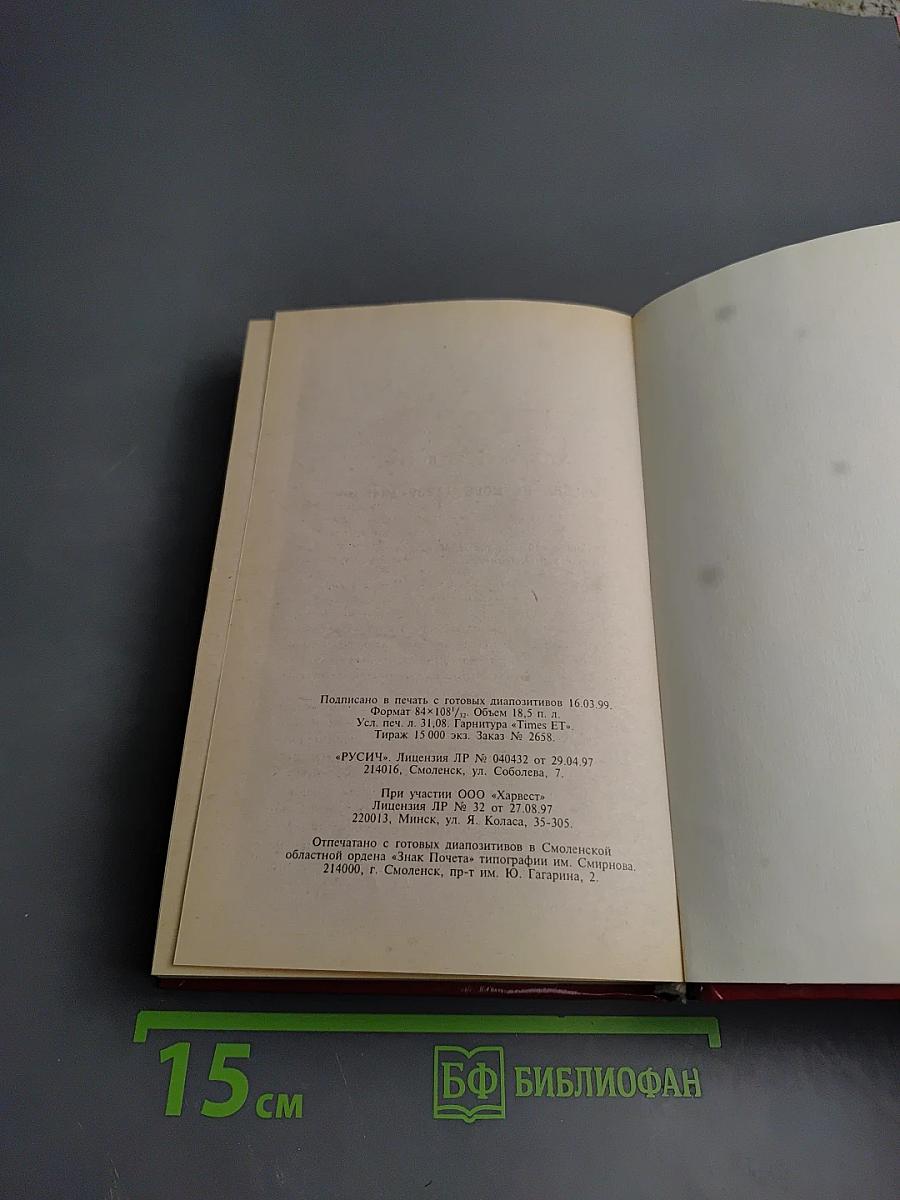 Подписано в печать с готовых диапозитивов 16.03.99.
Формат 84×108¹/₃₂. Объем 18,5 п. л.
Усл. печ. л. 31,08. Гарнитура «Times ET».
Тираж 15 000 экз. Заказ № 2658.
«РУСИЧ». Лицензия ЛР № 040432 от 29.04.97
214016, Смоленск, ул. Соболева, 7.
При участии ООО «Харвест»
Лицензия ЛР № 32 от 27.08.97
220013, Минск, ул. Я. Коласа, 35-305.
Отпечатано с готовых диапозитивов в Смоленской
областной ордена «Знак Почета» типографии им. Смирнова.
214000, г. Смоленск, пр-т им. Ю. Гагарина, 2.
15 см
БФ БИБЛИОФАН